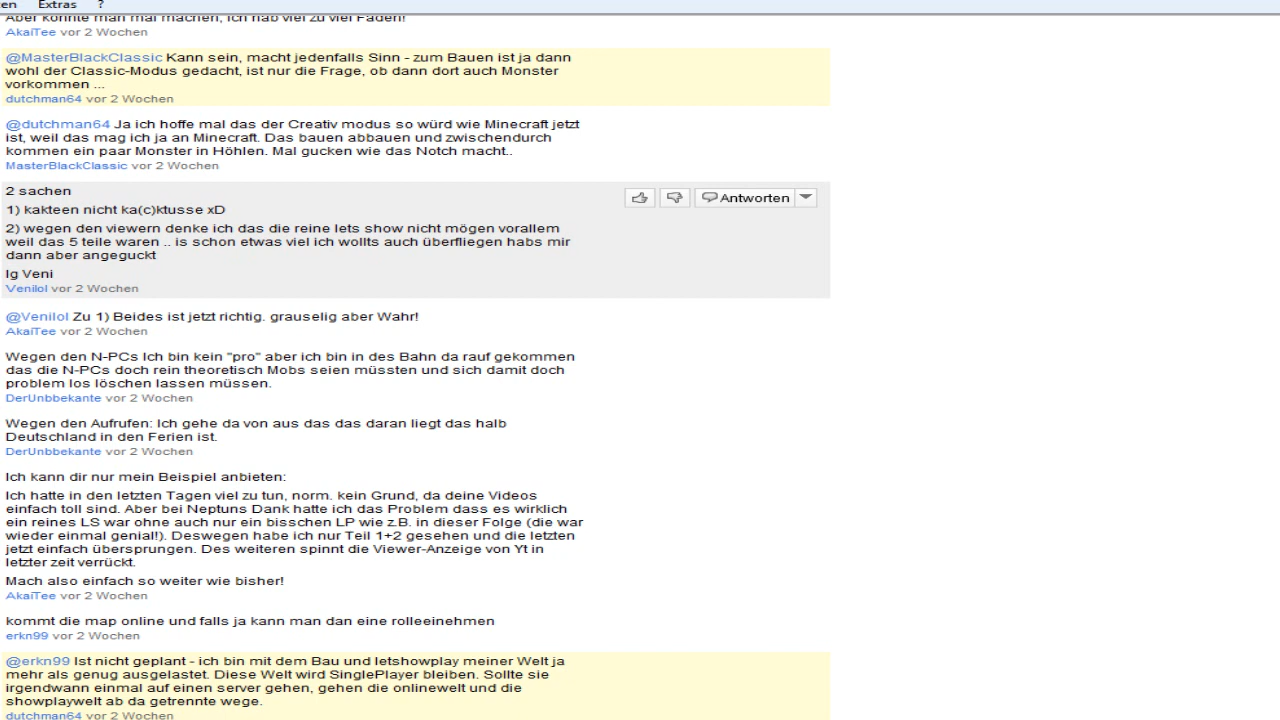 en Extras ?
Aber könnte man mal machen, ich hab viel zu viel Fäden!
AkaiTee vor 2 Wochen
@MasterBlackClassic Kann sein, macht jedenfalls Sinn - zum Bauen ist ja dann
wohl der Classic-Modus gedacht, ist nur die Frage, ob dann dort auch Monster
vorkommen ...
dutchman64 vor 2 Wochen
@dutchman64 Ja ich hoffe mal das der Creativ modus so würd wie Minecraft jetzt
ist, weil das mag ich ja an Minecraft. Das bauen abbauen und zwischendurch
kommen ein paar Monster in Höhlen. Mal gucken wie das Notch macht..
MasterBlackClassic vor 2 Wochen
2 sachen
Antworten
1) kakteen nicht ka(c)ktusse xD
2) wegen den viewern denke ich das die reine lets show nicht mögen vorallem
weil das 5 teile waren .. is schon etwas viel ich wollts auch überfliegen habs mir
dann aber angeguckt
lg Veni
Venilol vor 2 Wochen
@Venilol Zu 1) Beides ist jetzt richtig. grauselig aber Wahr!
AkaiTee vor 2 Wochen
Wegen den N-PCs Ich bin kein "pro" aber ich bin in des Bahn da rauf gekommen
das die N-PCs doch rein theoretisch Mobs seien müssten und sich damit doch
problem los löschen lassen müssen.
DerUnbbekante vor 2 Wochen
Wegen den Aufrufen: Ich gehe da von aus das das daran liegt das halb
Deutschland in den Ferien ist.
DerUnbbekante vor 2 Wochen
Ich kann dir nur mein Beispiel anbieten:
Ich hatte in den letzten Tagen viel zu tun, norm. kein Grund, da deine Videos
einfach toll sind. Aber bei Neptuns Dank hatte ich das Problem dass es wirklich
ein reines LS war ohne auch nur ein bisschen LP wie z.B. in dieser Folge (die war
wieder einmal genial!). Deswegen habe ich nur Teil 1+2 gesehen und die letzten
jetzt einfach übersprungen. Des weiteren spinnt die Viewer-Anzeige von Yt in
letzter zeit verrückt.
Mach also einfach so weiter wie bisher!
AkaiTee vor 2 Wochen
kommt die map online und falls ja kann man dan eine rolleeinehmen
erkn99 vor 2 Wochen
@erkn99 Ist nicht geplant - ich bin mit dem Bau und letshowplay meiner Welt ja
mehr als genug ausgelastet. Diese Welt wird SinglePlayer bleiben. Sollte sie
irgendwann einmal auf einen server gehen, gehen die onlinewelt und die
showplaywelt ab da getrennte wege.
dutchman64 vor 2 Wochen